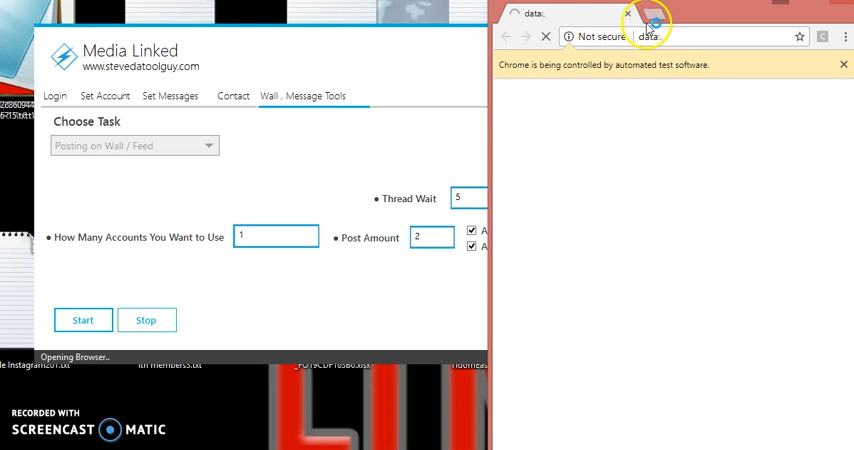 data:,
Not secure
data:,
Chrome is being controlled by automated test software.
Media Linked
www.stevedatoolguy.com
Login Set Account Set Messages Contact Wall , Message Tools
Choose Task
Posting on Wall / Feed
Thread Wait 5
How Many Accounts You Want to Use 1 Post Amount 2 A
A
Start Stop
Opening Browser..
RECORDED WITH
SCREENCAST MATIC